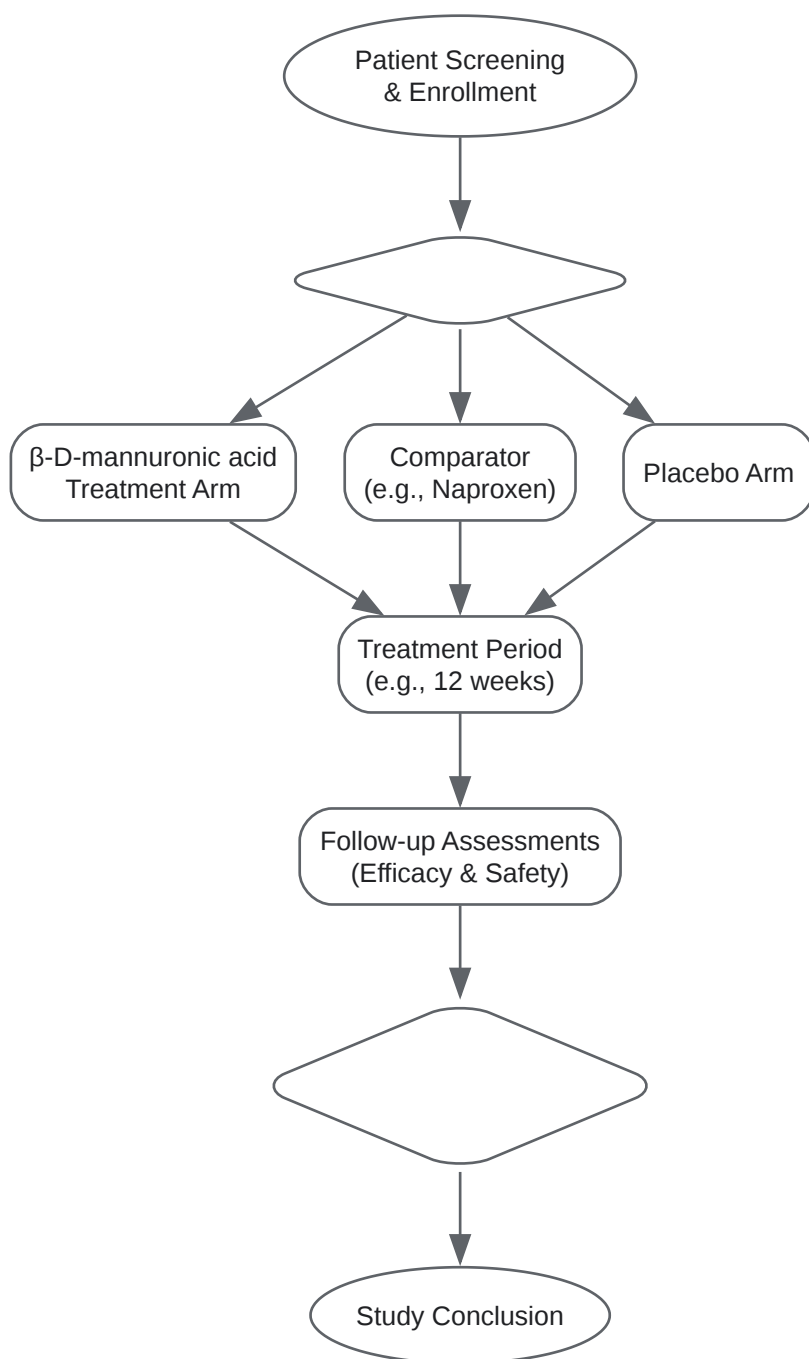 Patient Screening
& Enrollment
β-D-mannuronic acid
Treatment Arm
Comparator
(e.g., Naproxen)
Placebo Arm
Treatment Period
(e.g., 12 weeks)
Follow-up Assessments
(Efficacy & Safety)
Study Conclusion